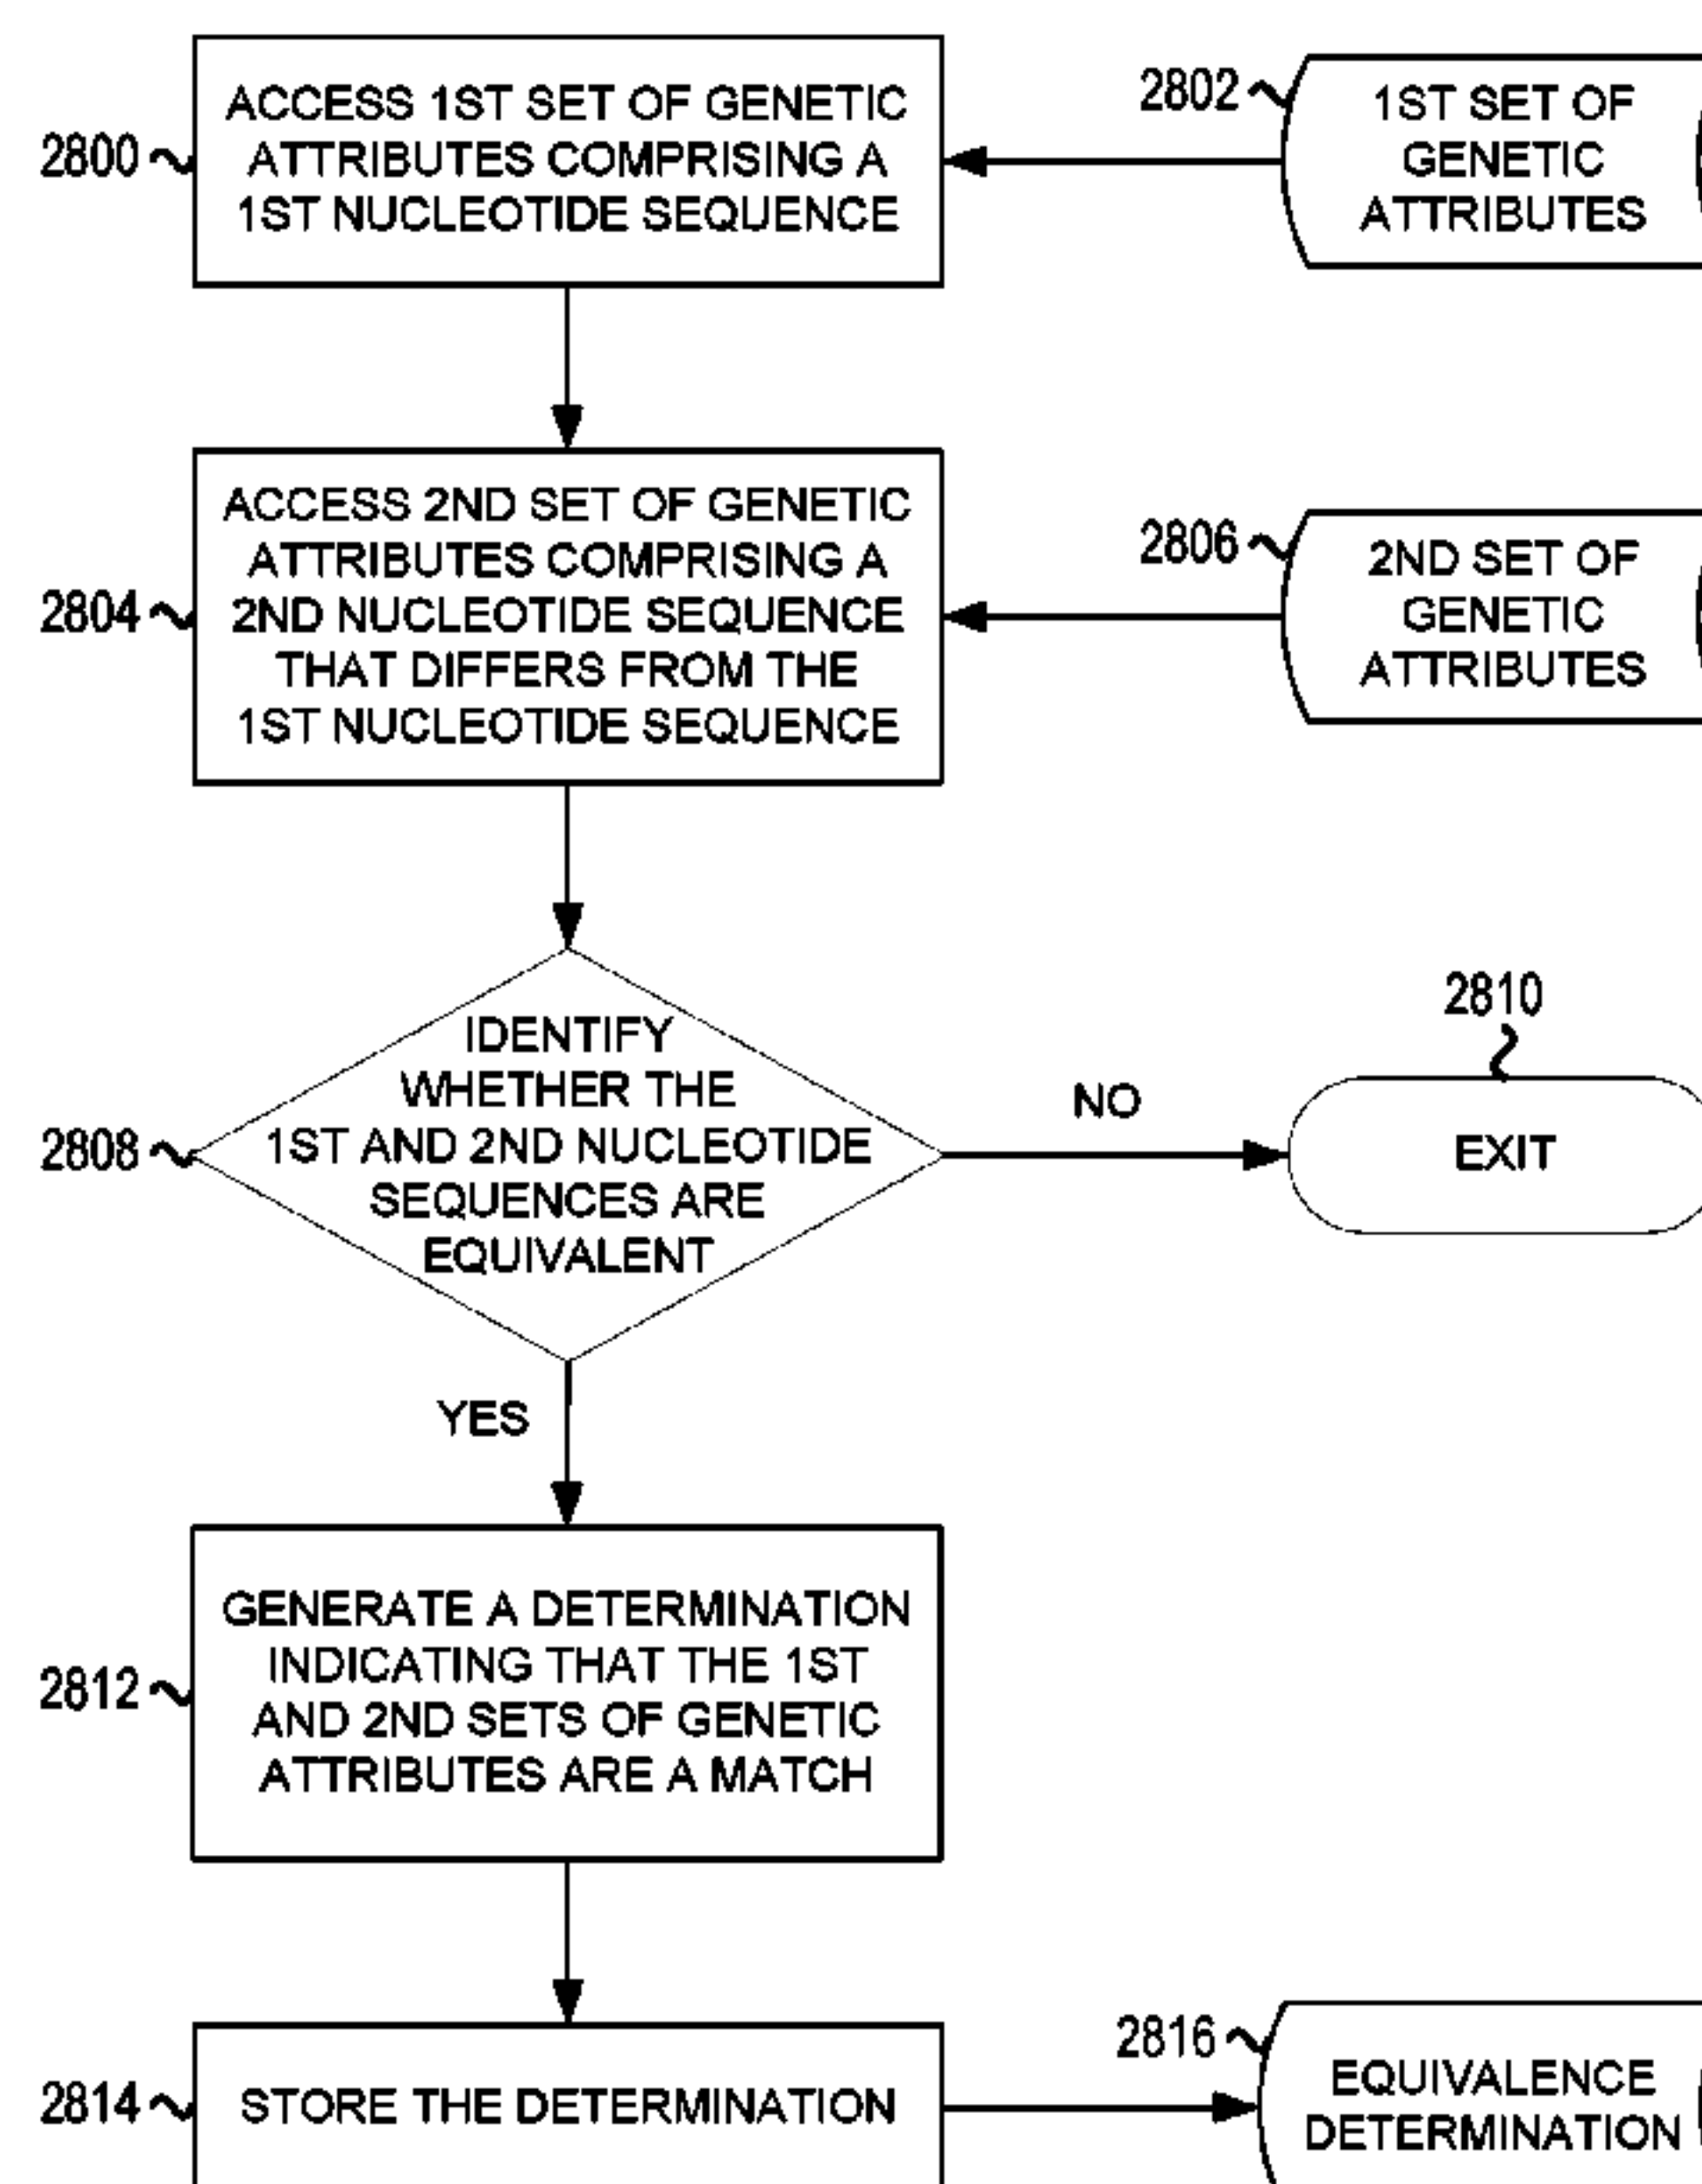 2800
ACCESS 1ST SET OF GENETIC
ATTRIBUTES COMPRISING A
1ST NUCLEOTIDE SEQUENCE
2802
1ST SET OF
GENETIC
ATTRIBUTES
2804
ACCESS 2ND SET OF GENETIC
ATTRIBUTES COMPRISING A
2ND NUCLEOTIDE SEQUENCE
THAT DIFFERS FROM THE
1ST NUCLEOTIDE SEQUENCE
2806
2ND SET OF
GENETIC
ATTRIBUTES
2808
IDENTIFY
WHETHER THE
1ST AND 2ND NUCLEOTIDE
SEQUENCES ARE
EQUIVALENT
NO
2810
EXIT
YES
2812
GENERATE A DETERMINATION
INDICATING THAT THE 1ST
AND 2ND SETS OF GENETIC
ATTRIBUTES ARE A MATCH
2814
STORE THE DETERMINATION
2816
EQUIVALENCE
DETERMINATION